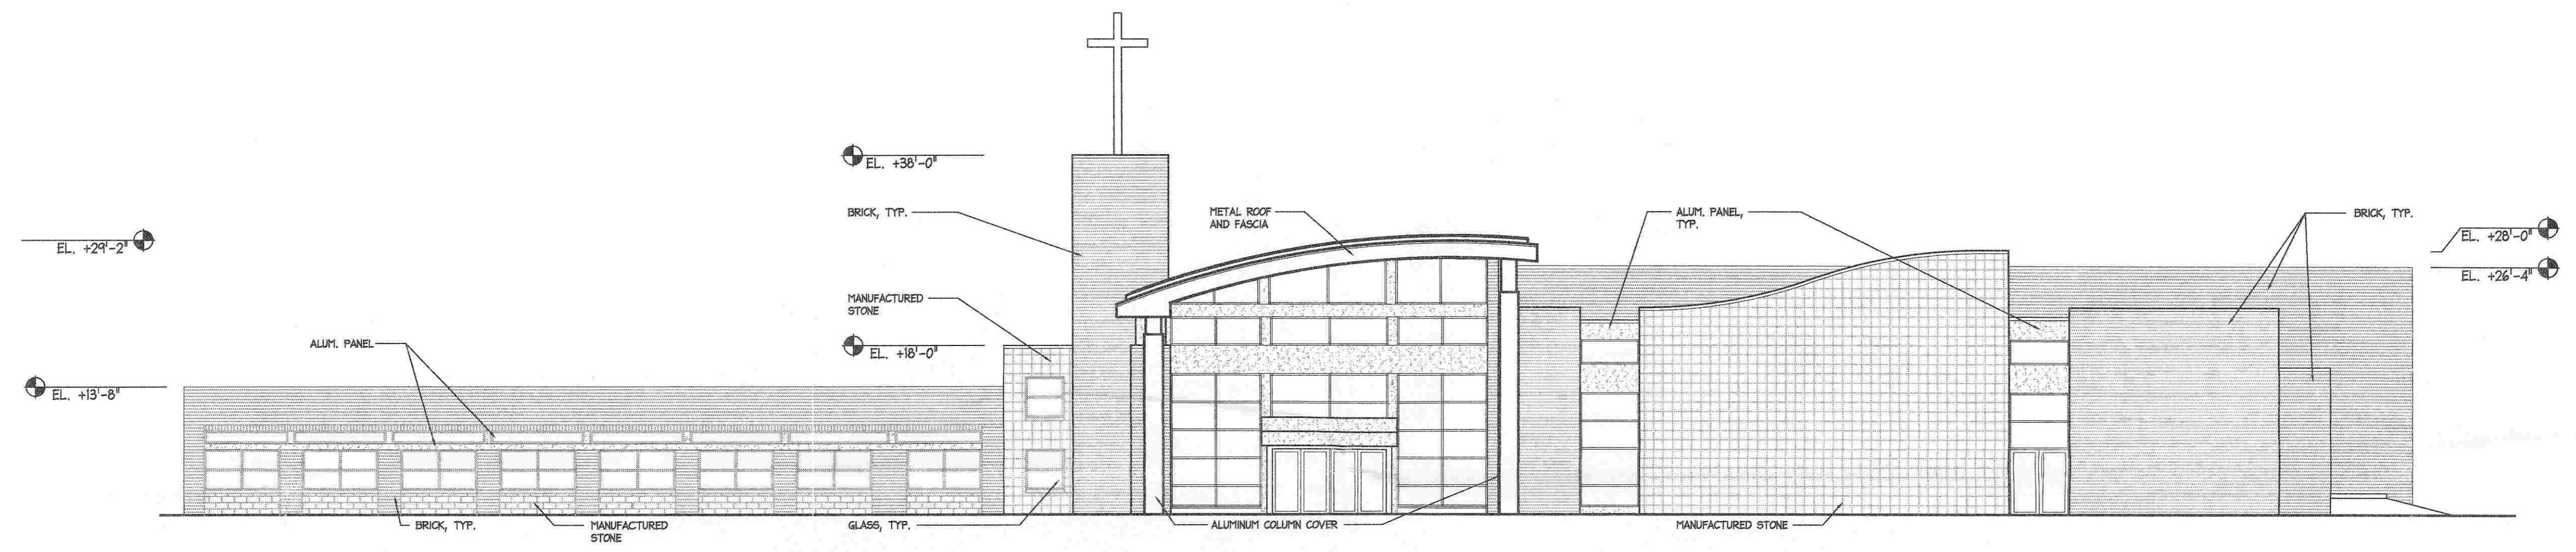 EL. +38'-0"
BRICK, TYP.
METAL ROOF
AND FASCIA
ALUM. PANEL,
TYP.
BRICK, TYP.
EL. +29'-2"
EL. +28'-0"
EL. +26'-4"
MANUFACTURED
STONE
ALUM. PANEL
EL. +18'-0"
EL. +13'-8"
BRICK, TYP.
MANUFACTURED
STONE
GLASS, TYP.
ALUMINUM COLUMN COVER
MANUFACTURED STONE